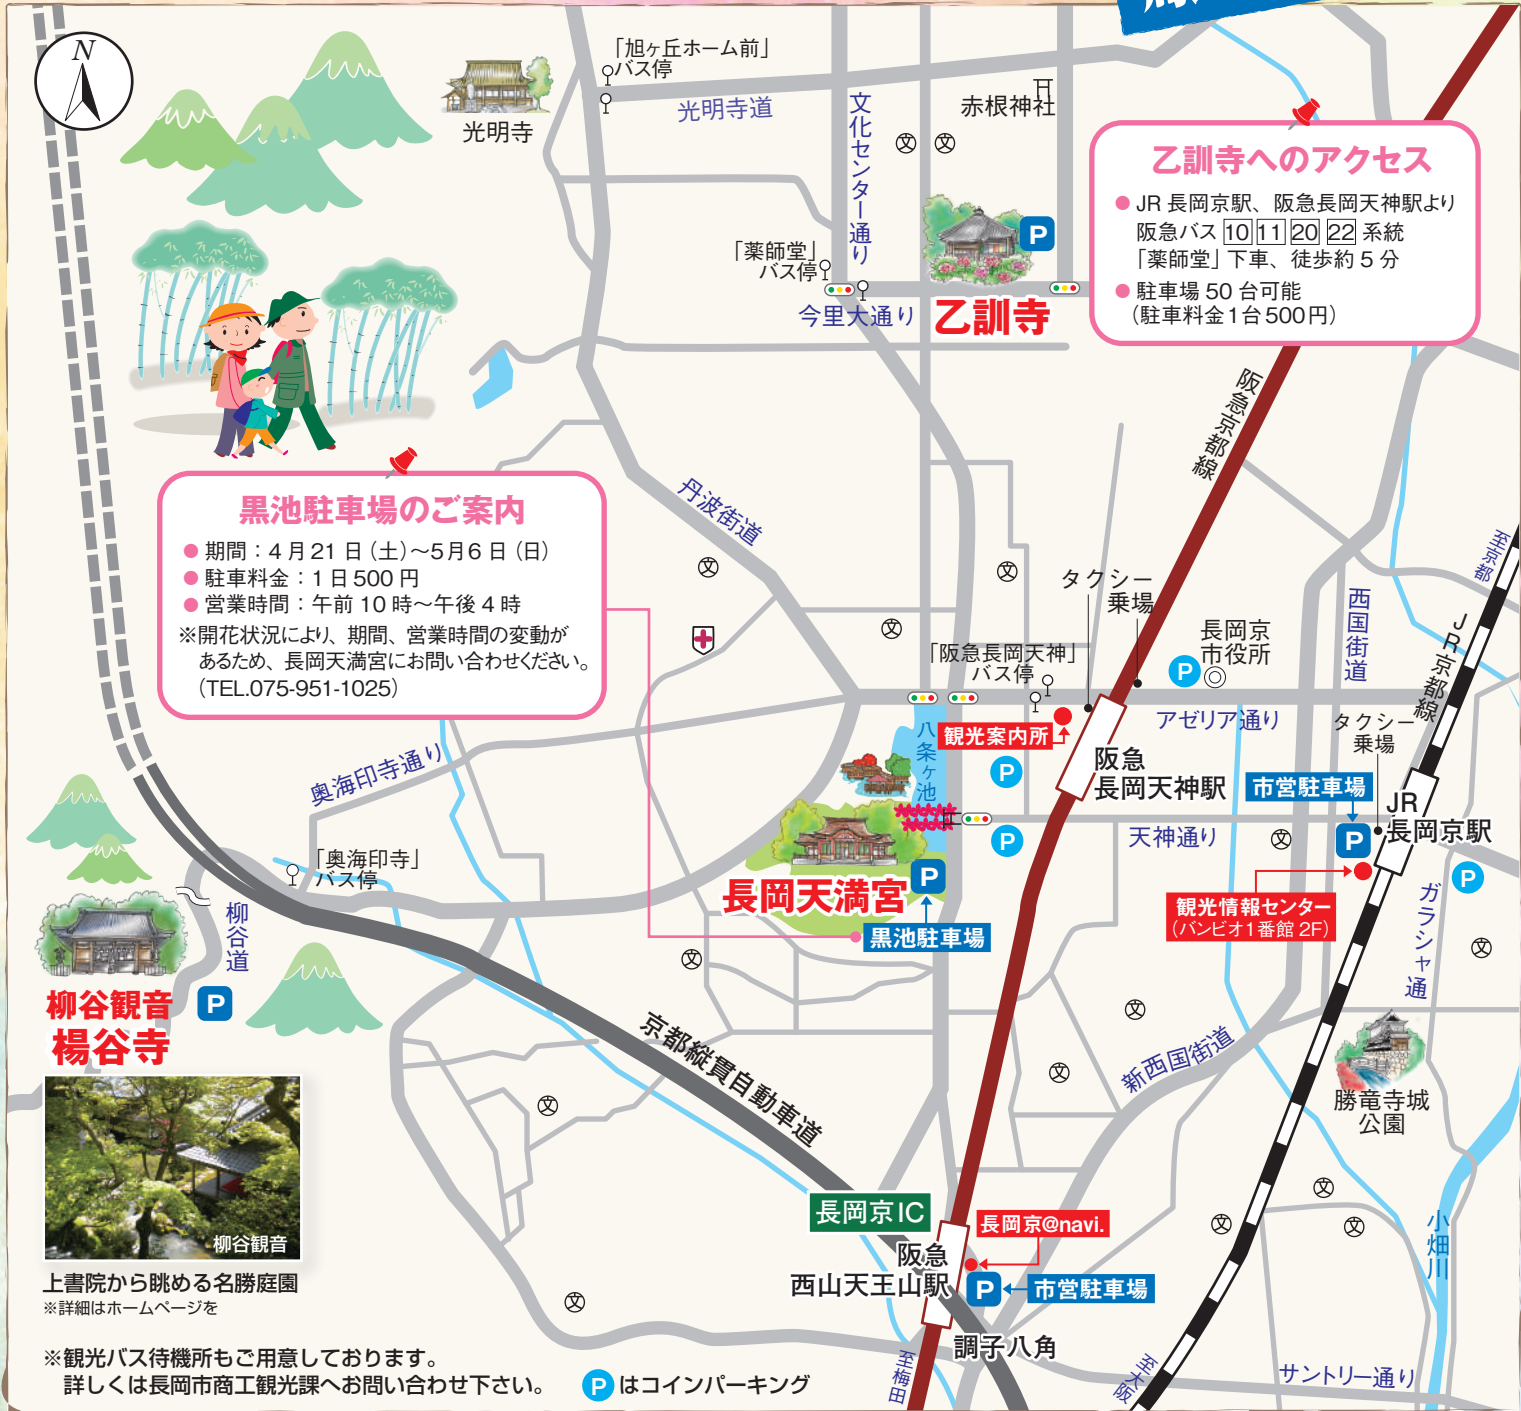 N
「旭ヶ丘ホーム前」
バス停
光明寺
光明寺道
文化センター通り
赤根神社
文
文
乙訓寺へのアクセス
● JR 長岡京駅、阪急長岡天神駅より
阪急バス 10 11 20 22 系統
「薬師堂」下車、徒歩約 5 分
● 駐車場 50 台可能
（駐車料金1台500円）
P
「薬師堂」
バス停
今里大通り
乙訓寺
阪急京都線
黒池駐車場のご案内
● 期間：4 月 21 日（土）～5月6 日（日）
● 駐車料金：1 日 500 円
● 営業時間：午前 10 時～午後 4 時
※開花状況により、期間、営業時間の変動が
あるため、長岡天満宮にお問い合わせください。
（TEL.075-951-1025）
丹波街道
文
文
文
至京都
JR京都線
西国街道
タクシー
乗場
長岡京
市役所
P
「阪急長岡天神」
バス停
アゼリア通り
観光案内所
八条ヶ池
P
阪急
長岡天神駅
タクシー
乗場
市営駐車場
P
JR
長岡京駅
天神通り
文
P
奥海印寺通り
「奥海印寺」
バス停
長岡天満宮
P
黒池駐車場
P
観光情報センター
（バンビオ1番館 2F）
ガラシャ通
文
柳谷道
P
柳谷観音
楊谷寺
文
文
文
文
京都縦貫自動車道
新西国街道
勝竜寺城
公園
柳谷観音
上書院から眺める名勝庭園
※詳細はホームページを
文
文
文
文
小畑川
長岡京IC
長岡京@navi.
阪急
西山天王山駅
P
市営駐車場
調子八角
至梅田
至大阪
サントリー通り
※観光バス待機所もご用意しております。
詳しくは長岡市商工観光課へお問い合わせ下さい。
P はコインパーキング